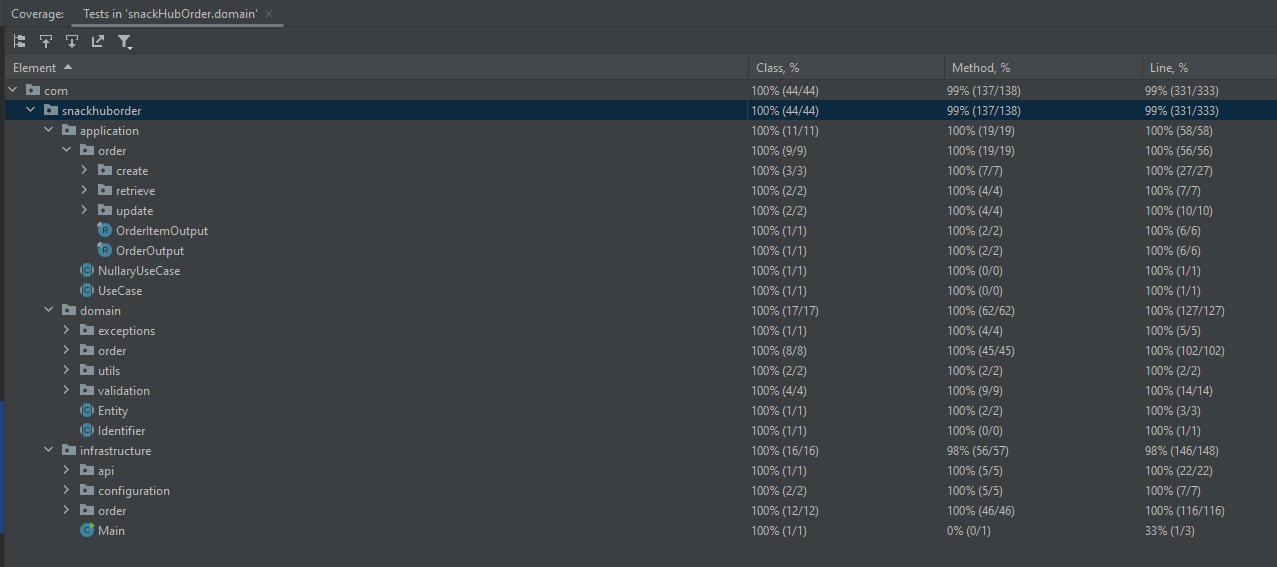 Coverage: Tests in 'snackHubOrder.domain'
Element Class, % Method, % Line, %
com 100% (44/44) 99% (137/138) 99% (331/333)
snackhuborder 100% (44/44) 99% (137/138) 99% (331/333)
application 100% (11/11) 100% (19/19) 100% (58/58)
order 100% (9/9) 100% (19/19) 100% (56/56)
create 100% (3/3) 100% (7/7) 100% (27/27)
retrieve 100% (2/2) 100% (4/4) 100% (7/7)
update 100% (2/2) 100% (4/4) 100% (10/10)
R OrderItemOutput 100% (1/1) 100% (2/2) 100% (6/6)
R OrderOutput 100% (1/1) 100% (2/2) 100% (6/6)
C NullaryUseCase 100% (1/1) 100% (0/0) 100% (1/1)
C UseCase 100% (1/1) 100% (0/0) 100% (1/1)
domain 100% (17/17) 100% (62/62) 100% (127/127)
exceptions 100% (1/1) 100% (4/4) 100% (5/5)
order 100% (8/8) 100% (45/45) 100% (102/102)
utils 100% (2/2) 100% (2/2) 100% (2/2)
validation 100% (4/4) 100% (9/9) 100% (14/14)
C Entity 100% (1/1) 100% (2/2) 100% (3/3)
C Identifier 100% (1/1) 100% (0/0) 100% (1/1)
infrastructure 100% (16/16) 98% (56/57) 98% (146/148)
api 100% (1/1) 100% (5/5) 100% (22/22)
configuration 100% (2/2) 100% (5/5) 100% (7/7)
order 100% (12/12) 100% (46/46) 100% (116/116)
C Main 100% (1/1) 0% (0/1) 33% (1/3)